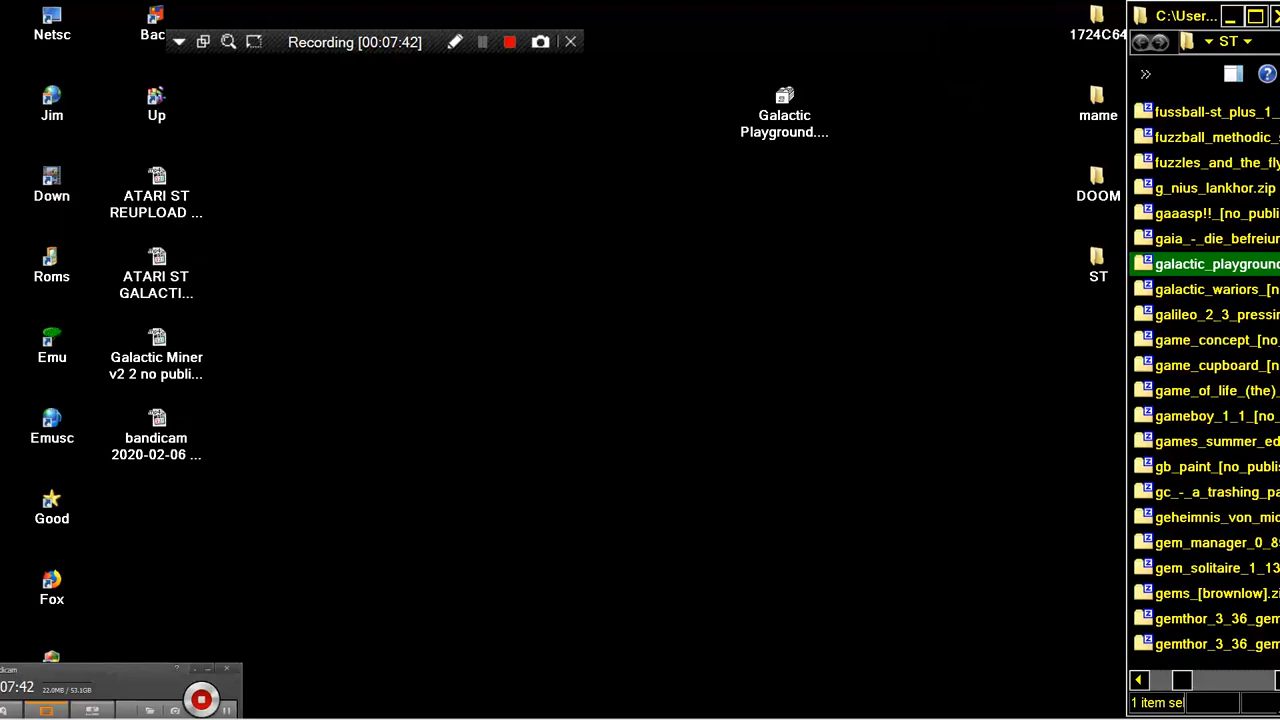 Netsc
Bac
Recording [00:07:42]
1724C64
C:\User...
ST
Jim
Up
Galactic
Playground....
mame
Down
ATARI ST
REUPLOAD ...
DOOM
Roms
ATARI ST
GALACTI...
ST
Emu
Galactic Miner
v2 2 no publi...
Emusc
bandicam
2020-02-06 ...
Good
Fox
fussball-st_plus_1_
fuzzball_methodic_
fuzzles_and_the_fly
g_nius_lankhor.zip
gaaasp!!_[no_publi
gaia_-_die_befreiun
galactic_playground
galactic_wariors_[n
galileo_2_3_pressin
game_concept_[no_
game_cupboard_[n
game_of_life_(the)_
gameboy_1_1_[no_
games_summer_ed
gb_paint_[no_publis
gc_-_a_trashing_pa
geheimnis_von_mic
gem_manager_0_8
gem_solitaire_1_13
gems_[brownlow].zi
gemthor_3_36_gem
gemthor_3_36_gem
1 item se
dicam
07:42
22.0MB / 53.1GB